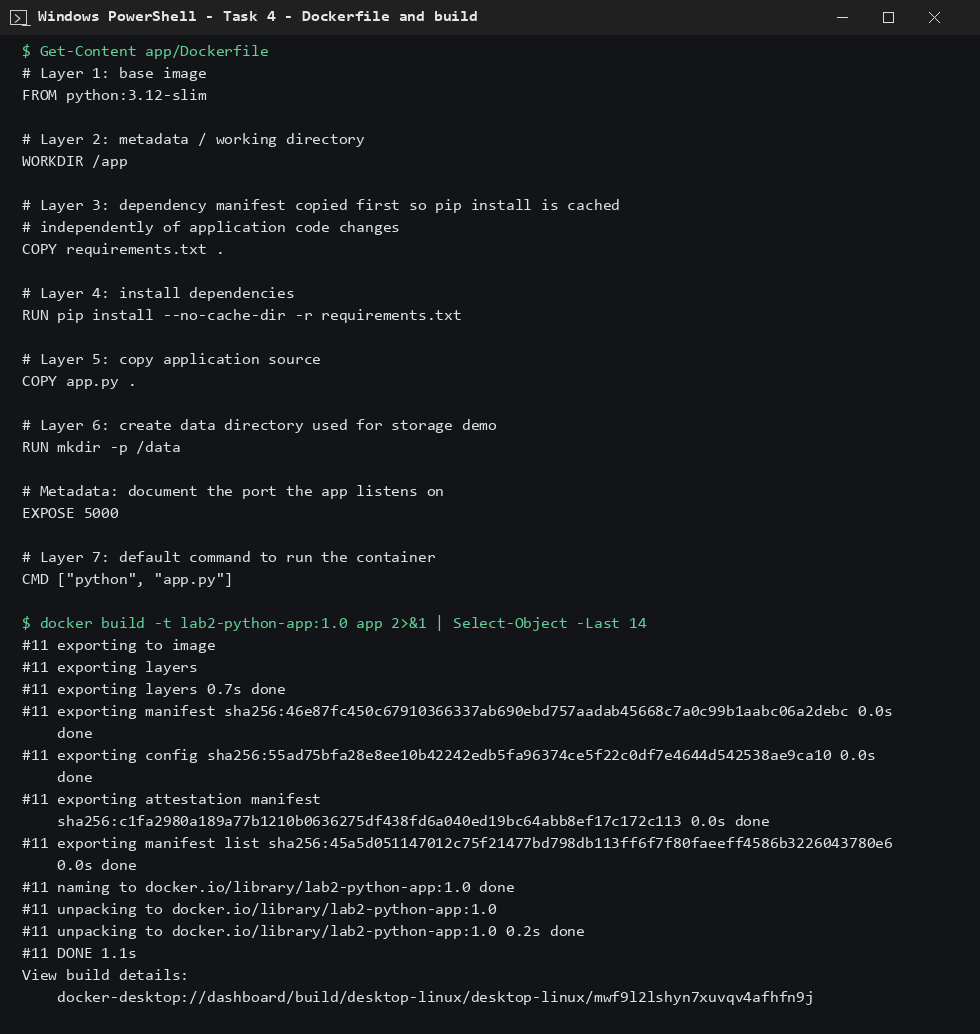 Windows PowerShell - Task 4 - Dockerfile and build
$ Get-Content app/Dockerfile
# Layer 1: base image
FROM python:3.12-slim
# Layer 2: metadata / working directory
WORKDIR /app
# Layer 3: dependency manifest copied first so pip install is cached
# independently of application code changes
COPY requirements.txt .
# Layer 4: install dependencies
RUN pip install --no-cache-dir -r requirements.txt
# Layer 5: copy application source
COPY app.py .
# Layer 6: create data directory used for storage demo
RUN mkdir -p /data
# Metadata: document the port the app listens on
EXPOSE 5000
# Layer 7: default command to run the container
CMD ["python", "app.py"]
$ docker build -t lab2-python-app:1.0 app 2>&1 | Select-Object -Last 14
#11 exporting to image
#11 exporting layers
#11 exporting layers 0.7s done
#11 exporting manifest sha256:46e87fc450c67910366337ab690ebd757aadab45668c7a0c99b1aabc06a2debc 0.0s
done
#11 exporting config sha256:55ad75bfa28e8ee10b42242edb5fa96374ce5f22c0df7e4644d542538ae9ca10 0.0s
done
#11 exporting attestation manifest
sha256:c1fa2980a189a77b1210b0636275df438fd6a040ed19bc64abb8ef17c172c113 0.0s done
#11 exporting manifest list sha256:45a5d051147012c75f21477bd798db113ff6f7f80faeeff4586b3226043780e6
0.0s done
#11 naming to docker.io/library/lab2-python-app:1.0 done
#11 unpacking to docker.io/library/lab2-python-app:1.0
#11 unpacking to docker.io/library/lab2-python-app:1.0 0.2s done
#11 DONE 1.1s
View build details:
docker-desktop://dashboard/build/desktop-linux/desktop-linux/mwf9l2lshyn7xuvqv4afhfn9j